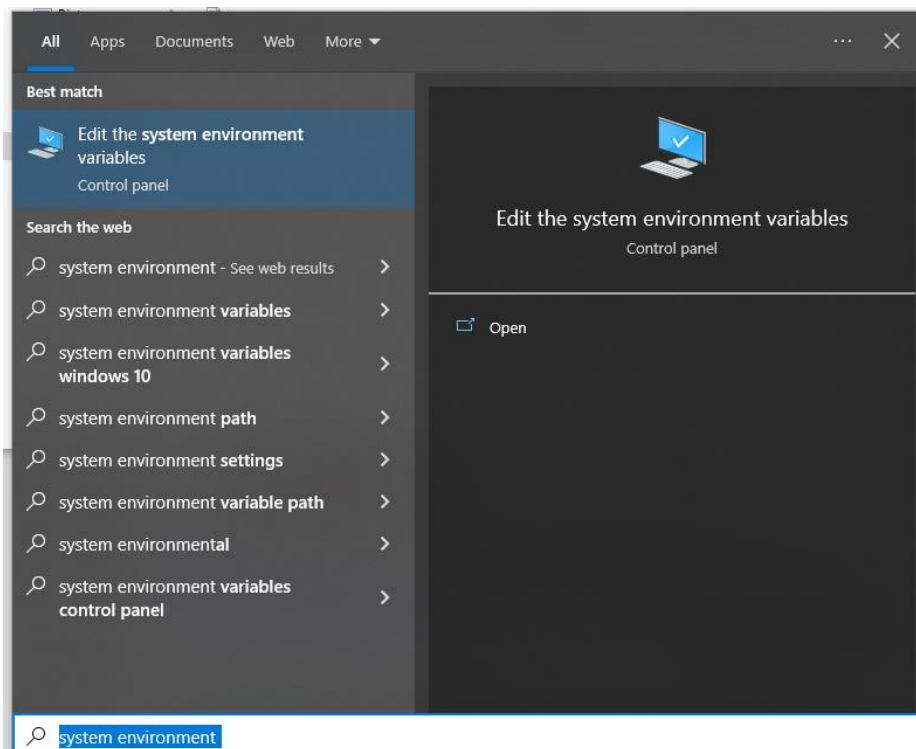 All Apps Documents Web More
Best match
Edit the system environment
variables
Control panel
Search the web
system environment - See web results
system environment variables
system environment variables
windows 10
system environment path
system environment settings
system environment variable path
system environmental
system environment variables
control panel
Edit the system environment variables
Control panel
Open
system environment